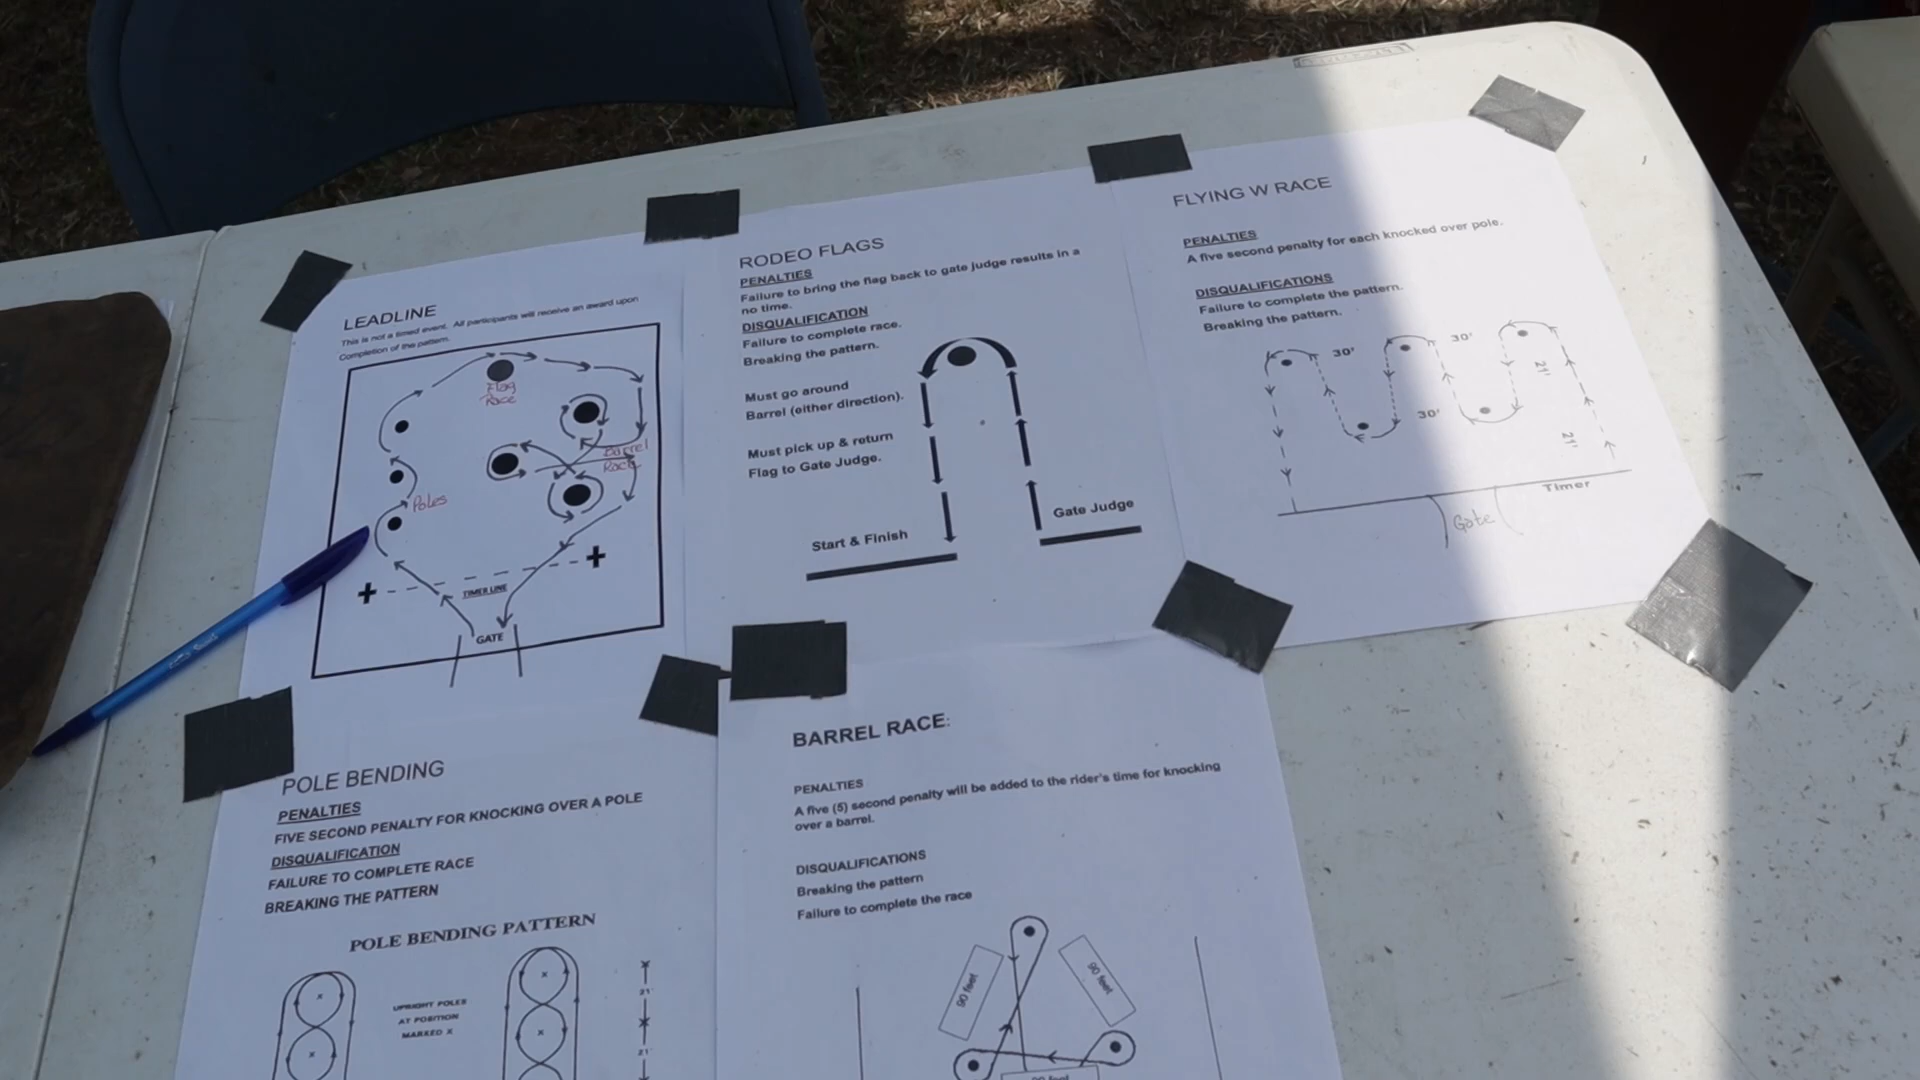 LEADLINE
This is not a timed event. All participants will receive an award upon
Completion of the pattern.
Flag
Race
Barrel
Race
Poles
TIMER LINE
GATE
RODEO FLAGS
PENALTIES
Failure to bring the flag back to gate judge results in a
no time.
DISQUALIFICATION
Failure to complete race.
Breaking the pattern.
Must go around
Barrel (either direction).
Must pick up & return
Flag to Gate Judge.
Start & Finish
Gate Judge
FLYING W RACE
PENALTIES
A five second penalty for each knocked over pole.
DISQUALIFICATIONS
Failure to complete the pattern.
Breaking the pattern.
30'
30'
30'
21'
21'
Timer
Gate
POLE BENDING
PENALTIES
FIVE SECOND PENALTY FOR KNOCKING OVER A POLE
DISQUALIFICATION
FAILURE TO COMPLETE RACE
BREAKING THE PATTERN
POLE BENDING PATTERN
UPRIGHT POLES
AT POSITION
MARKED X
21'
21'
BARREL RACE:
PENALTIES
A five (5) second penalty will be added to the rider's time for knocking
over a barrel.
DISQUALIFICATIONS
Breaking the pattern
Failure to complete the race
90 feet
90 feet